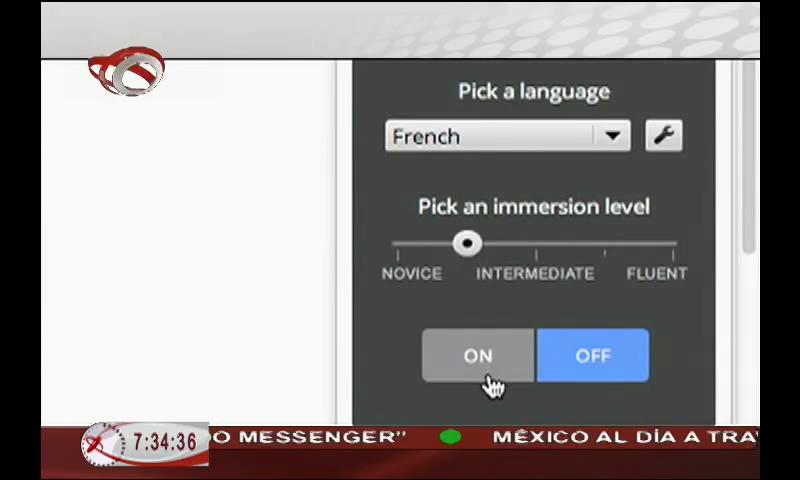 Pick a language
French
Pick an immersion level
NOVICE INTERMEDIATE FLUENT
ON OFF
7:34:36 DO MESSENGER” MÉXICO AL DÍA A TRA